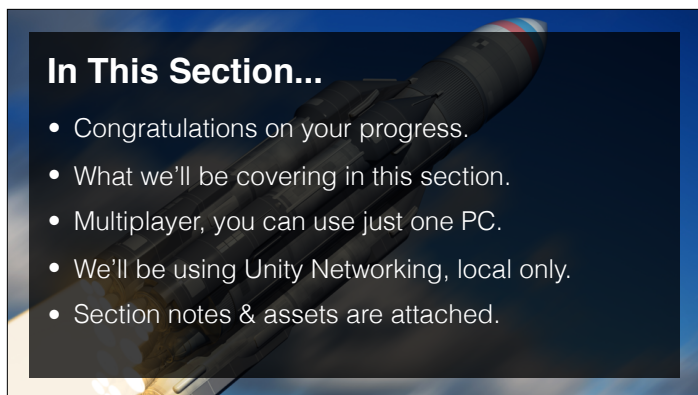 In This Section...
• Congratulations on your progress.
• What we'll be covering in this section.
• Multiplayer, you can use just one PC.
• We'll be using Unity Networking, local only.
• Section notes & assets are attached.